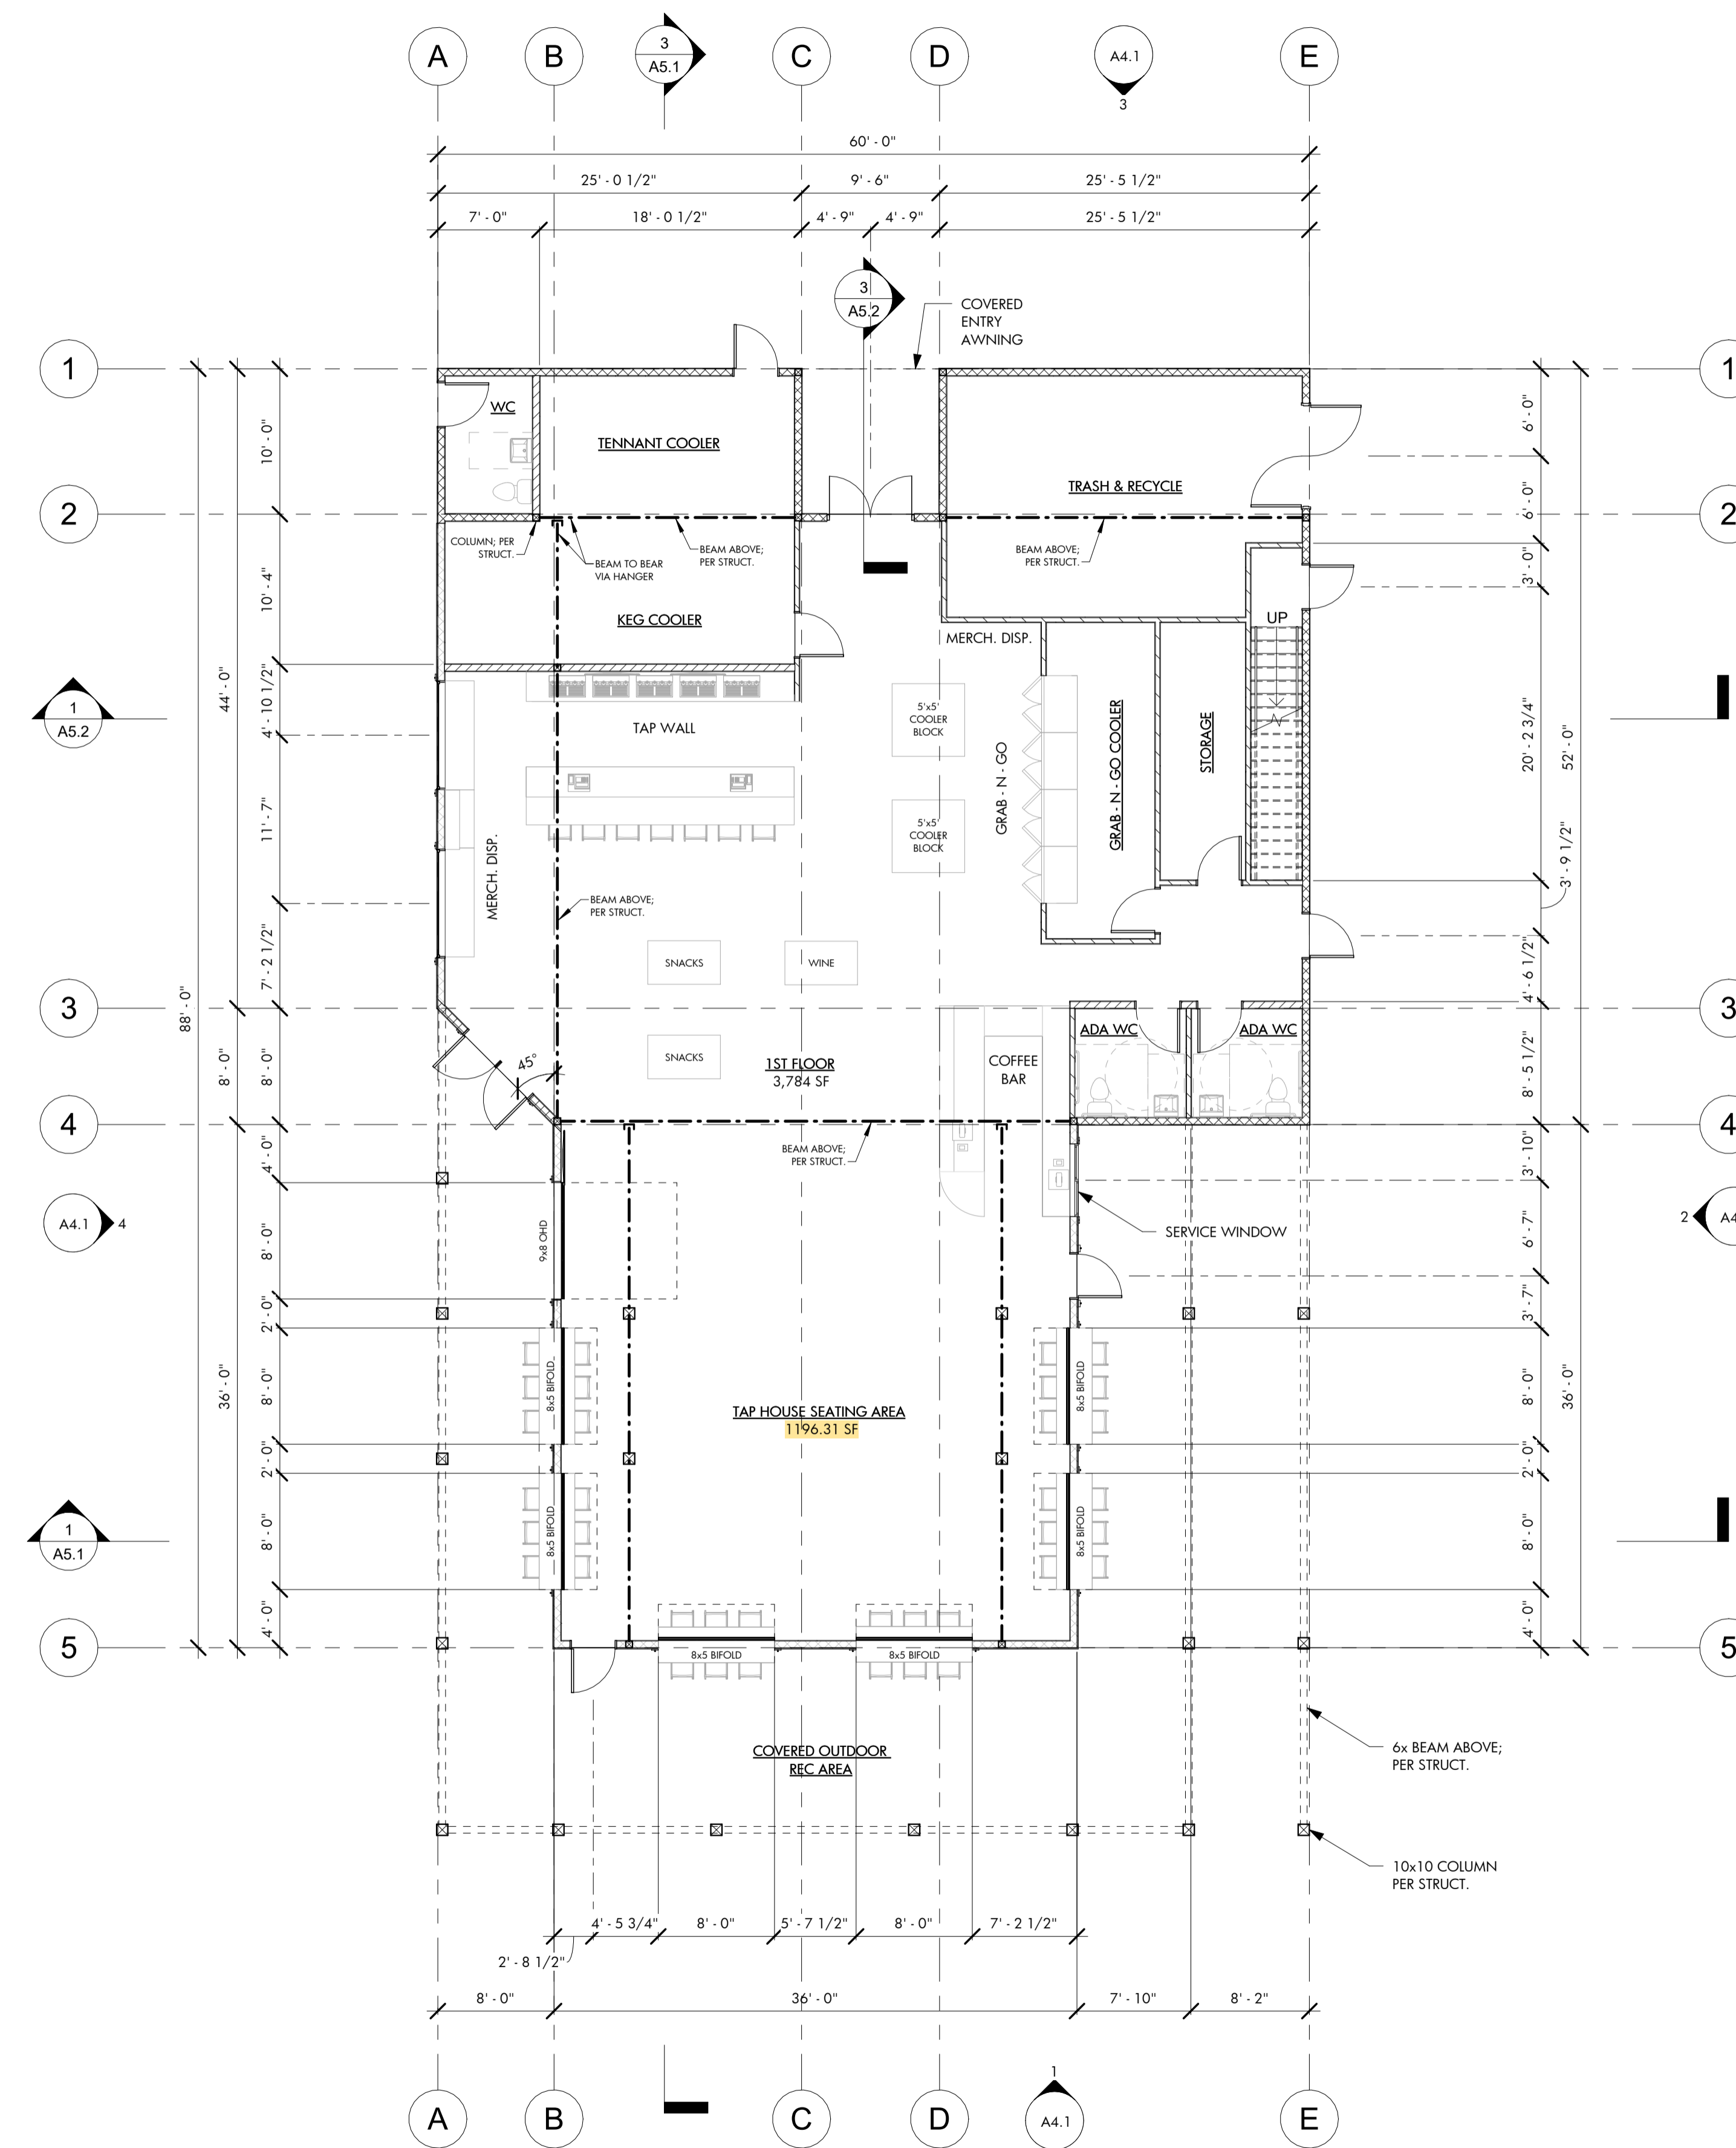 A
B
3
A5.1
C
D
A4.1
3
E
60' - 0"
25' - 0 1/2"
9' - 6"
25' - 5 1/2"
7' - 0"
18' - 0 1/2"
4' - 9"
4' - 9"
25' - 5 1/2"
3
A5.2
COVERED
ENTRY
AWNING
1
1
WC
TENNANT COOLER
TRASH & RECYCLE
10' - 0"
6' - 0"
2
2
6' - 0"
COLUMN; PER
STRUCT.
BEAM TO BEAR
VIA HANGER
BEAM ABOVE;
PER STRUCT.
BEAM ABOVE;
PER STRUCT.
10' - 4"
3' - 0"
KEG COOLER
MERCH. DISP.
UP
44' - 0"
4' - 10 1/2"
1
A5.2
TAP WALL
5'x5'
COOLER
BLOCK
GRAB - N - GO
GRAB - N - GO COOLER
STORAGE
20' - 2 3/4"
52' - 0"
11' - 7"
5'x5'
COOLER
BLOCK
3' - 9 1/2"
MERCH. DISP.
BEAM ABOVE;
PER STRUCT.
7' - 2 1/2"
SNACKS
WINE
4' - 6 1/2"
88' - 0"
3
3
ADA WC
ADA WC
8' - 0"
8' - 0"
45°
SNACKS
1ST FLOOR
3,784 SF
COFFEE
BAR
8' - 5 1/2"
4
4
4' - 0"
BEAM ABOVE;
PER STRUCT.
3' - 10"
A4.1
4
2
A4
8' - 0"
9x8 OHD
SERVICE WINDOW
6' - 7"
2' - 0"
3' - 7"
36' - 0"
8' - 0"
8x5 BIFOLD
8x5 BIFOLD
8' - 0"
36' - 0"
TAP HOUSE SEATING AREA
1196.31 SF
2' - 0"
2' - 0"
1
A5.1
8' - 0"
8x5 BIFOLD
8x5 BIFOLD
8' - 0"
4' - 0"
4' - 0"
5
5
8x5 BIFOLD
8x5 BIFOLD
COVERED OUTDOOR
REC AREA
6x BEAM ABOVE;
PER STRUCT.
10x10 COLUMN
PER STRUCT.
4' - 5 3/4"
8' - 0"
5' - 7 1/2"
8' - 0"
7' - 2 1/2"
2' - 8 1/2"
8' - 0"
36' - 0"
7' - 10"
8' - 2"
1
A4.1
A
B
C
D
E